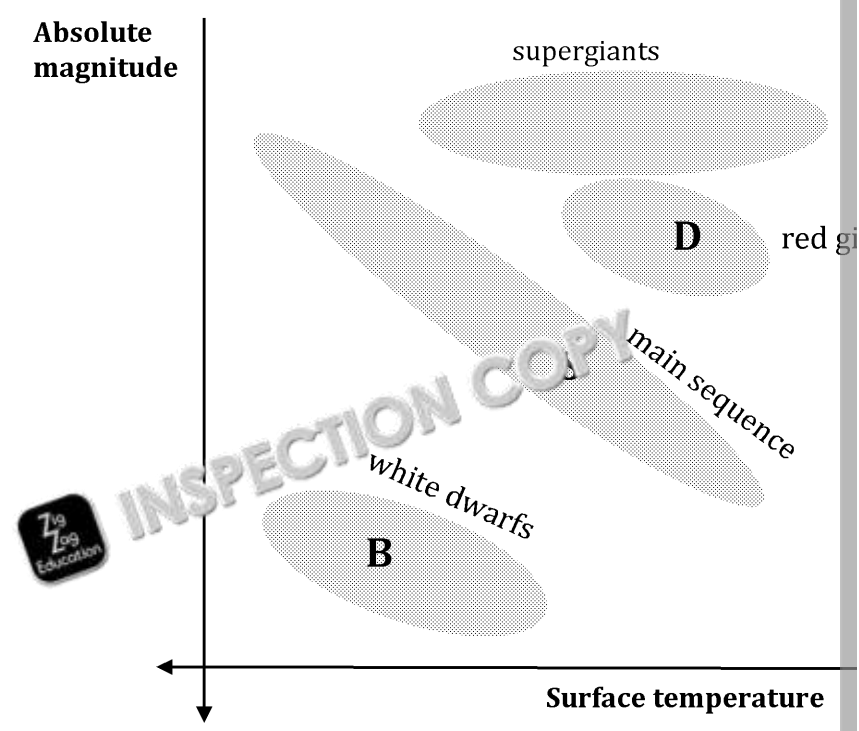 Absolute
magnitude
supergiants
D
red gi
main sequence
INSPECTION COPY
white dwarfs
B
Zig
Zag
Education
Surface temperature